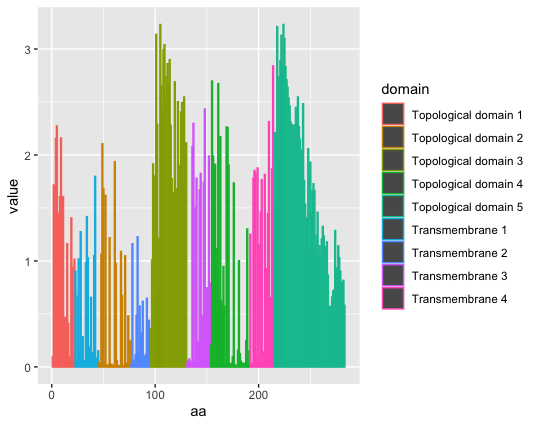 3
2
1
0
value
0
100
200
aa
domain
Topological domain 1
Topological domain 2
Topological domain 3
Topological domain 4
Topological domain 5
Transmembrane 1
Transmembrane 2
Transmembrane 3
Transmembrane 4